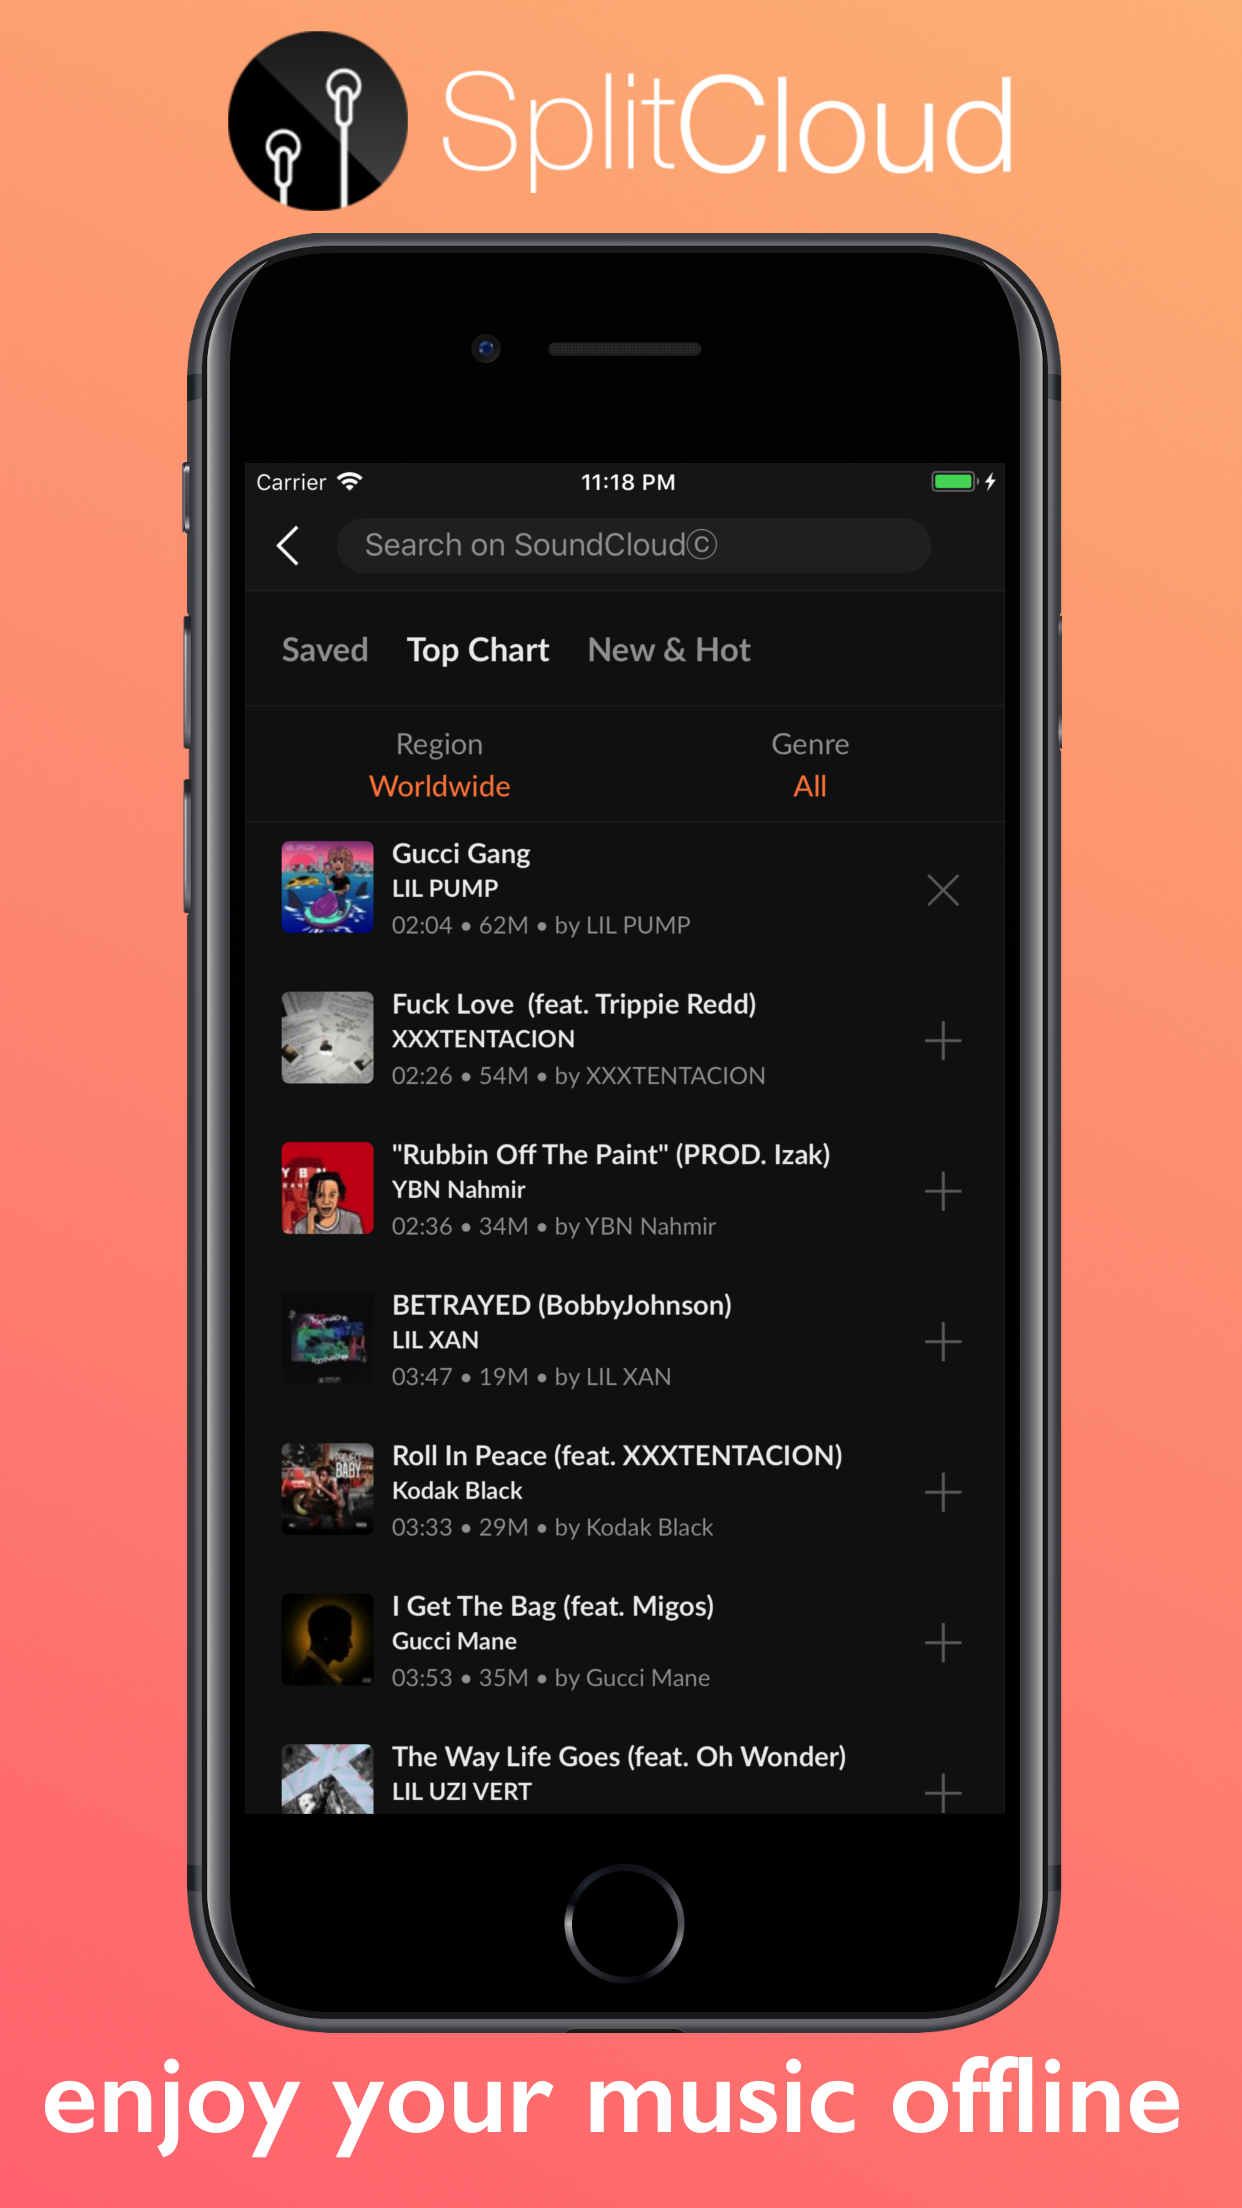 SplitCloud
Carrier 11:18 PM
Search on SoundCloudⓒ
Saved Top Chart New & Hot
Region Genre
Worldwide All
Gucci Gang
LIL PUMP
02:04 • 62M • by LIL PUMP
Fuck Love (feat. Trippie Redd)
XXXTENTACION
02:26 • 54M • by XXXTENTACION
"Rubbin Off The Paint" (PROD. Izak)
YBN Nahmir
02:36 • 34M • by YBN Nahmir
BETRAYED (BobbyJohnson)
LIL XAN
03:47 • 19M • by LIL XAN
Roll In Peace (feat. XXXTENTACION)
Kodak Black
03:33 • 29M • by Kodak Black
I Get The Bag (feat. Migos)
Gucci Mane
03:53 • 35M • by Gucci Mane
The Way Life Goes (feat. Oh Wonder)
LIL UZI VERT
enjoy your music offline